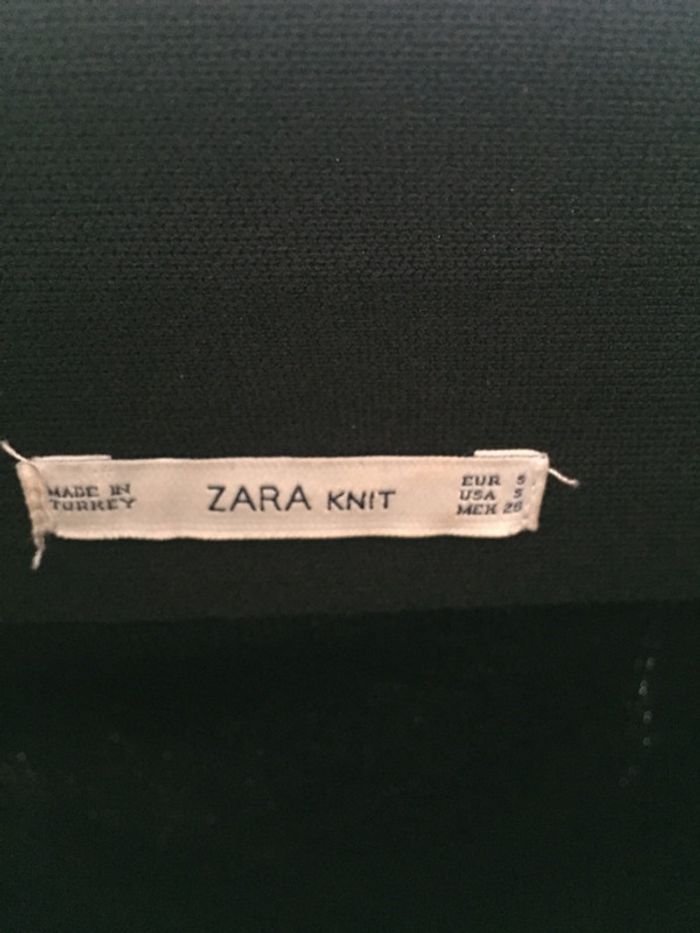 MADE IN
TURKEY
ZARA KNIT
EUR S
USA S
MEX 26